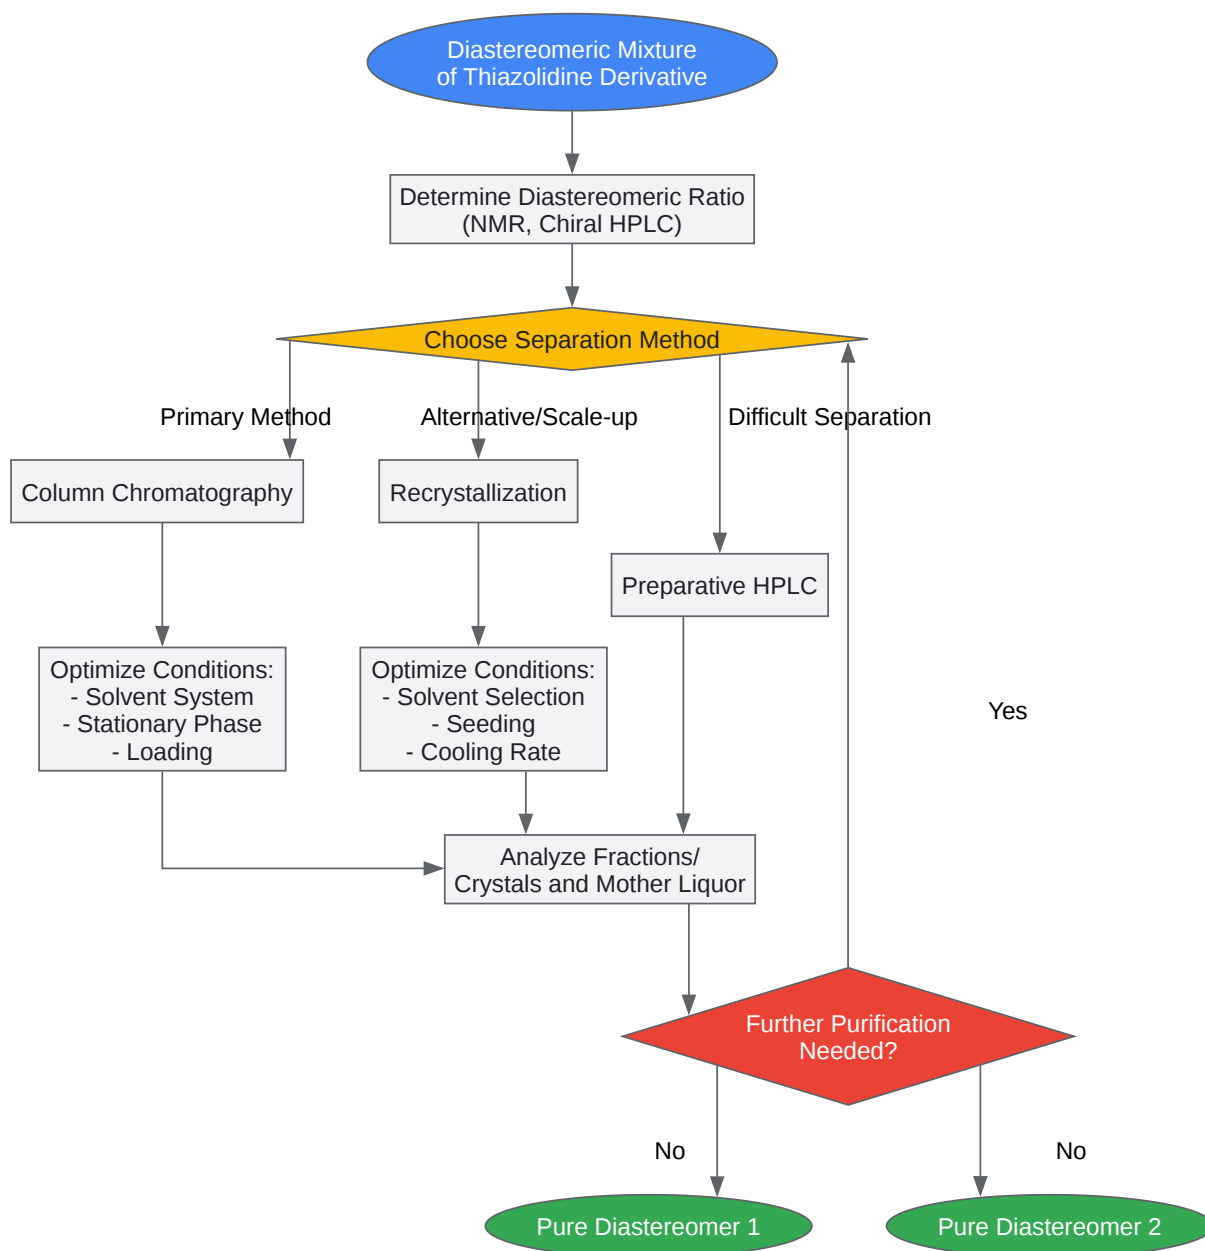 Diastereomeric Mixture
of Thiazolidine Derivative
Determine Diastereomeric Ratio
(NMR, Chiral HPLC)
Choose Separation Method
Primary Method
Alternative/Scale-up
Difficult Separation
Column Chromatography
Recrystallization
Preparative HPLC
Optimize Conditions:
- Solvent System
- Stationary Phase
- Loading
Optimize Conditions:
- Solvent Selection
- Seeding
- Cooling Rate
Yes
Analyze Fractions/
Crystals and Mother Liquor
Further Purification
Needed?
No
No
Pure Diastereomer 1
Pure Diastereomer 2